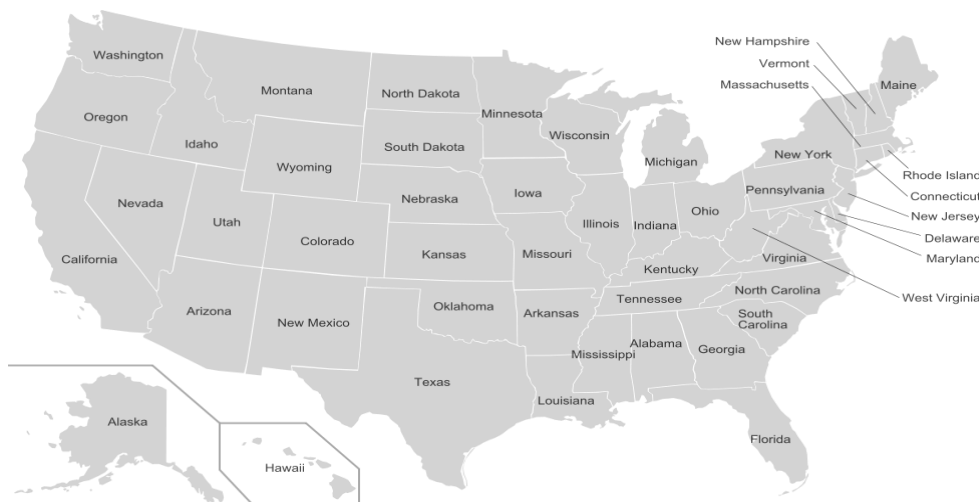 New Hampshire
Washington
Vermont
Massachusetts
Maine
Montana
North Dakota
Minnesota
Oregon
Wisconsin
Idaho
South Dakota
New York
Michigan
Wyoming
Rhode Island
Iowa
Nebraska
Pennsylvania
Connecticut
Nevada
Ohio
New Jersey
Utah
Illinois
Indiana
Delaware
Colorado
Kansas
Missouri
California
Virginia
Maryland
Kentucky
North Carolina
Tennessee
West Virginia
Oklahoma
Arizona
Arkansas
South
Carolina
New Mexico
Alabama
Georgia
Mississippi
Texas
Louisiana
Alaska
Florida
Hawaii